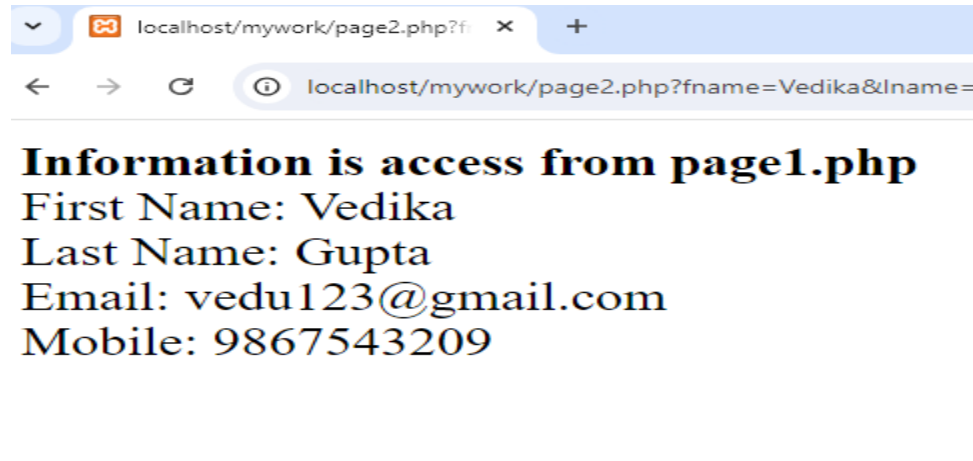 localhost/mywork/page2.php?f
localhost/mywork/page2.php?fname=Vedika&lname=
Information is access from page1.php
First Name: Vedika
Last Name: Gupta
Email: vedu123@gmail.com
Mobile: 9867543209